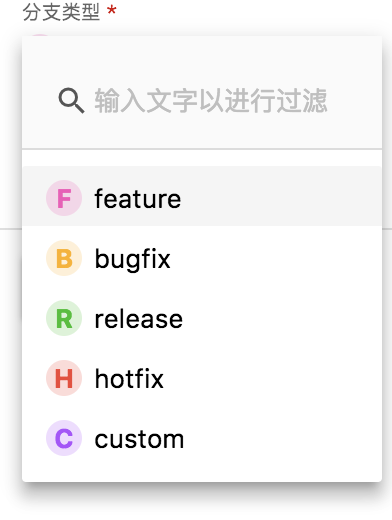 分支类型 *
输入文字以进行过滤
F feature
B bugfix
R release
H hotfix
C custom